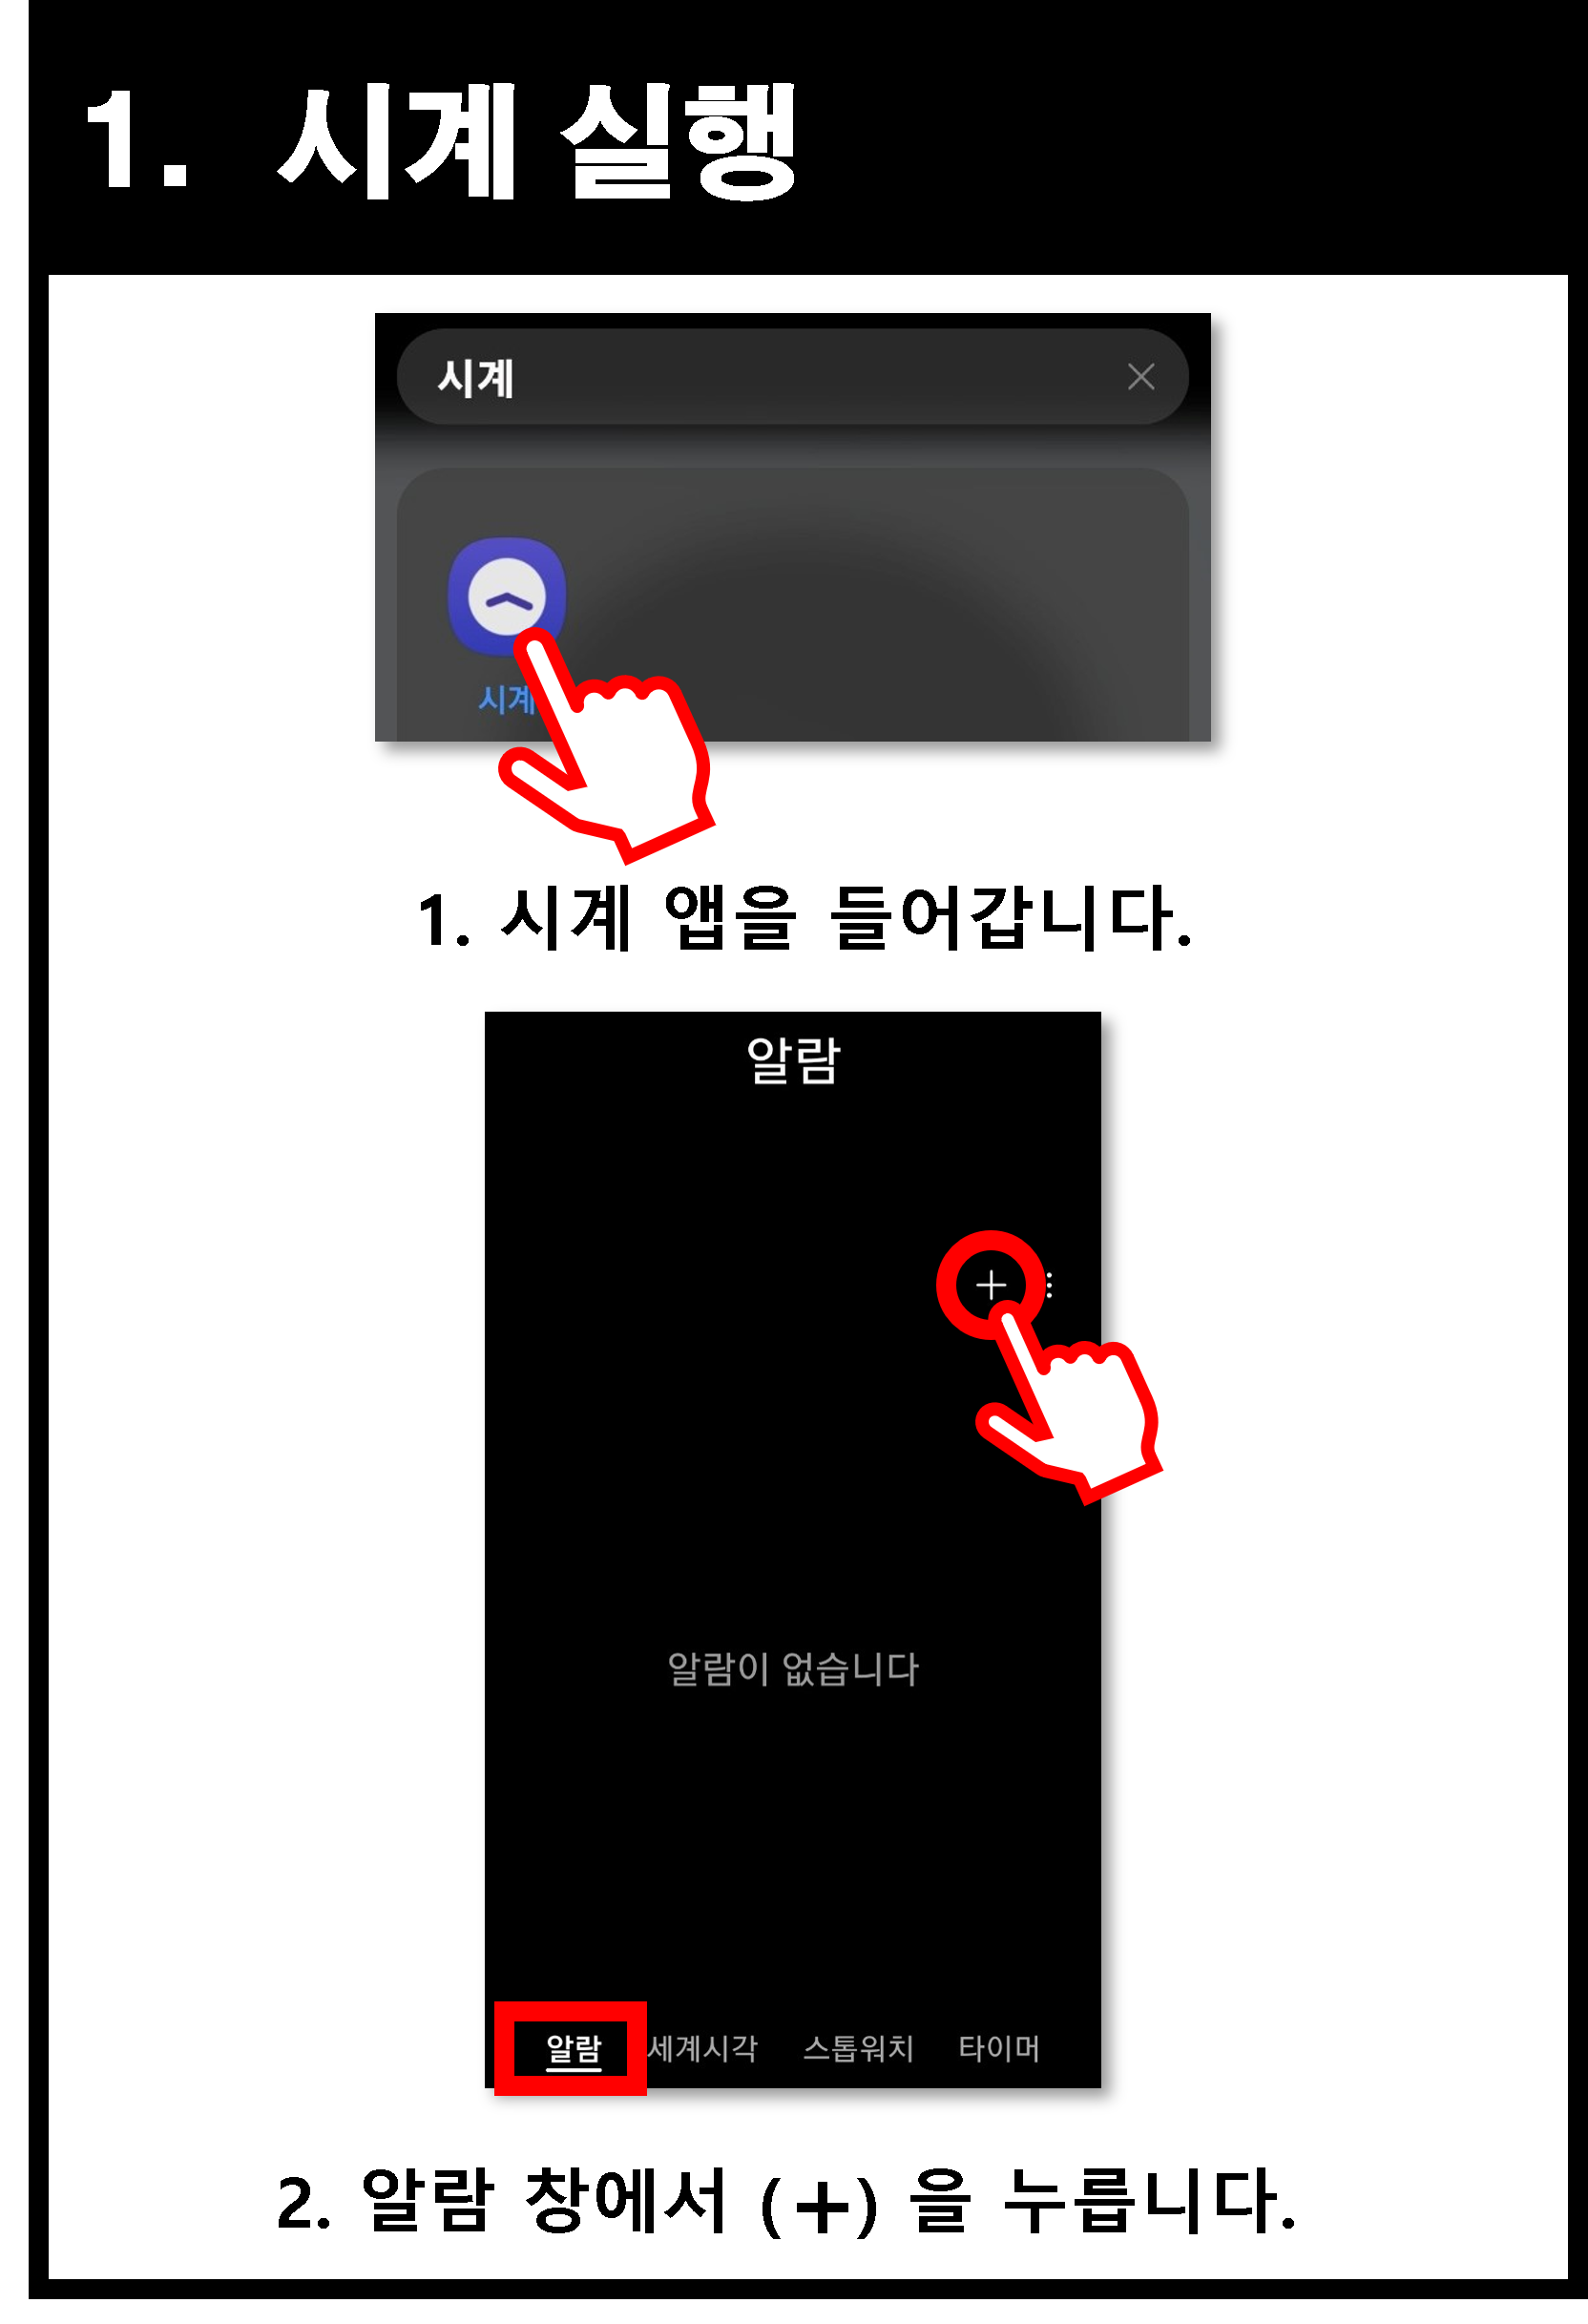 1. 시계 실행
시계
시계
1. 시계 앱을 들어갑니다.
알람
알람이 없습니다
알람 세계시각 스톱워치 타이머
2. 알람 창에서 (+) 을 누릅니다.